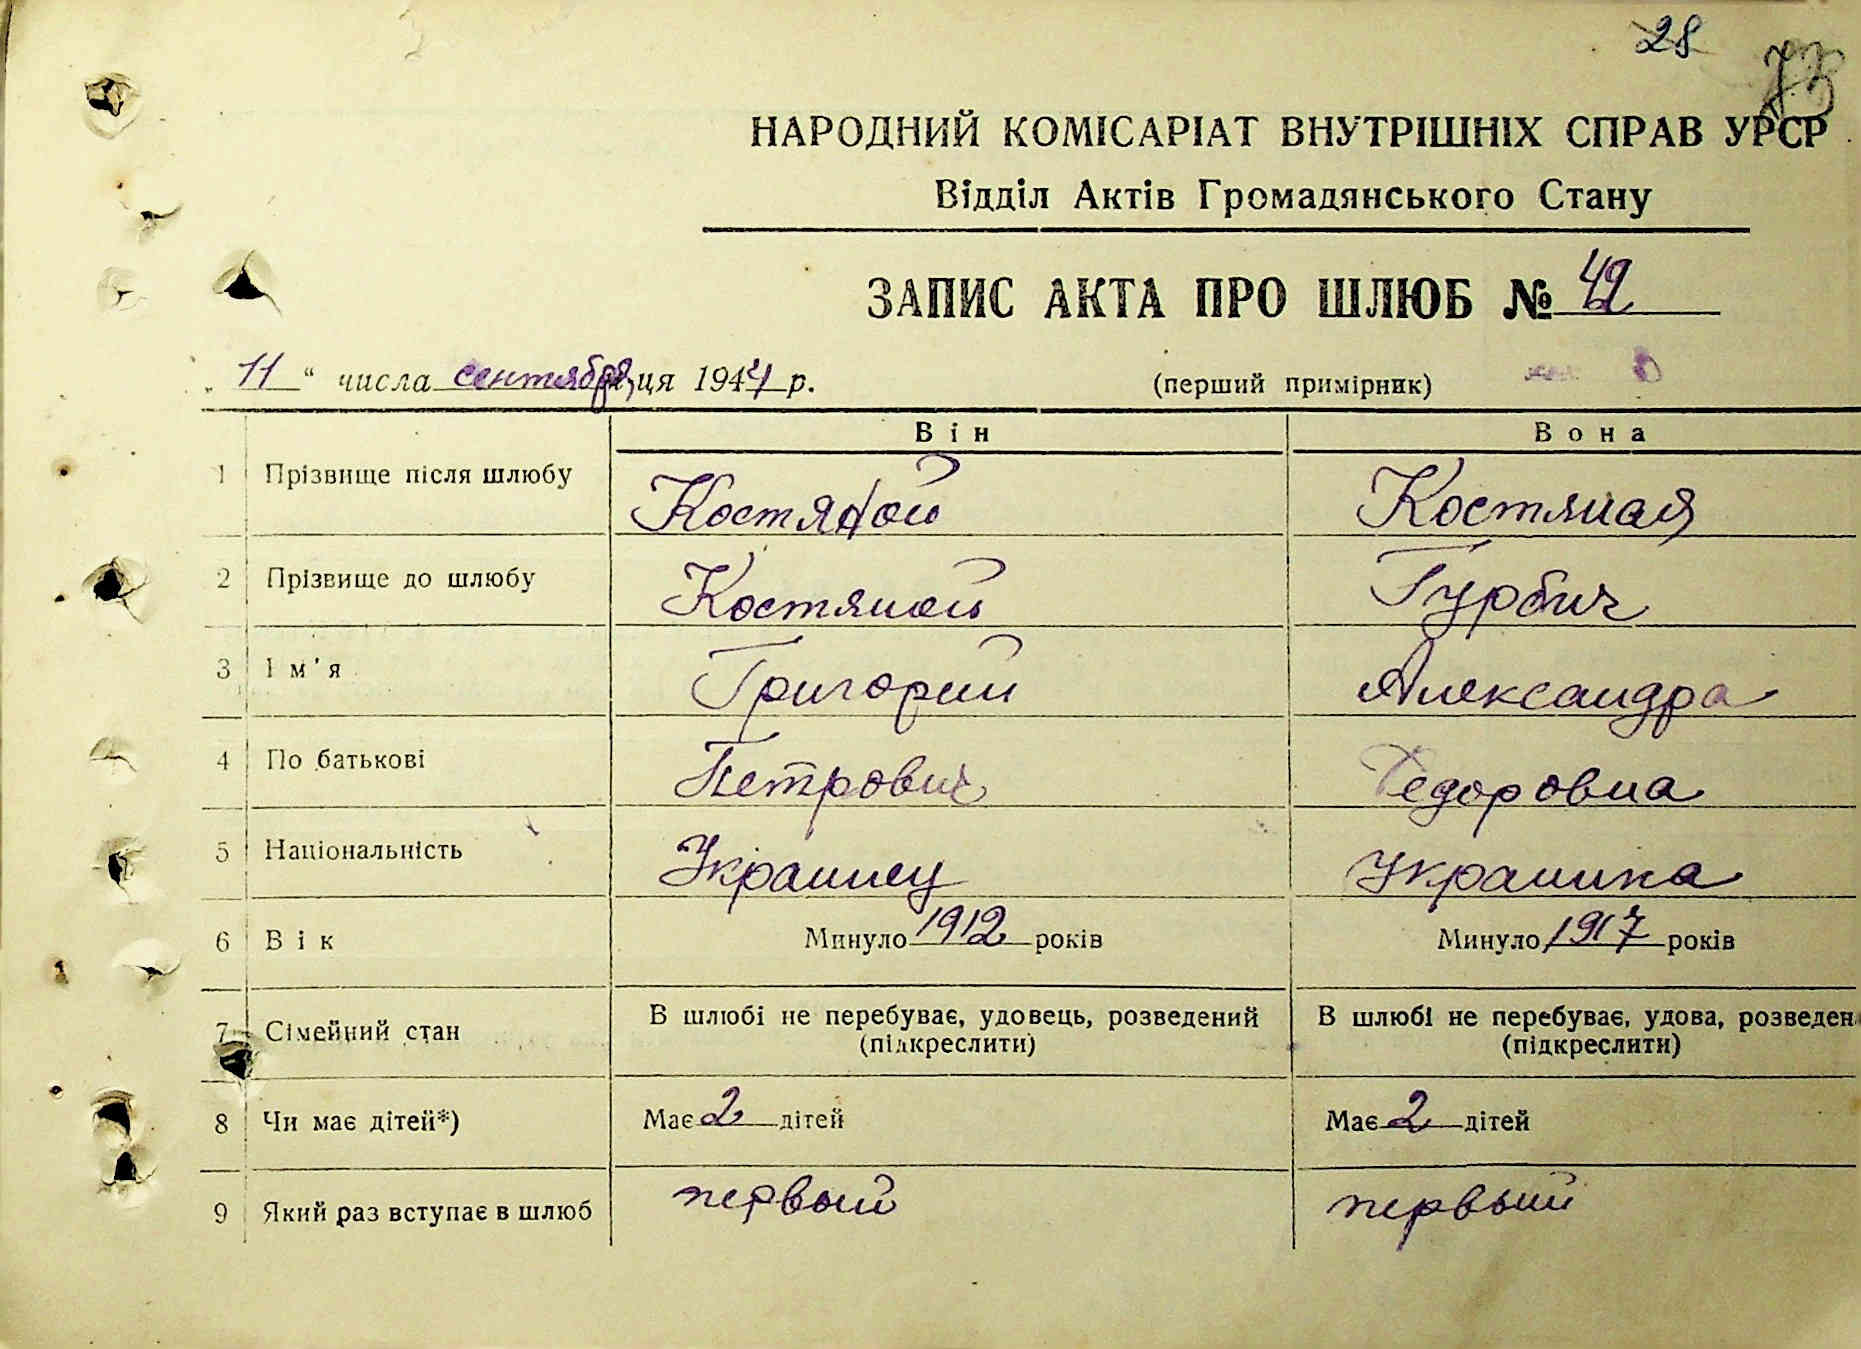 28
73
НАРОДНИЙ КОМІСАРІАТ ВНУТРІШНІХ СПРАВ УРСР
Відділ Актів Громадянського Стану
ЗАПИС АКТА ПРО ШЛЮБ № 42
„ 11 “ числа сентября ця 1944 р. (перший примірник)
Він Вона
1 Прізвище після шлюбу Костяной Костяная
2 Прізвище до шлюбу Костяной Гурбич
3 Ім'я Григорий Александра
4 По батькові Петрович Федоровна
5 Національність Украинец Украинка
6 Вік Минуло 1912 років Минуло 1917 років
7 Сімейний стан В шлюбі не перебуває, удовець, розведений В шлюбі не перебуває, удова, розведен
(підкреслити) (підкреслити)
8 Чи має дітей*) Має 2 дітей Має 2 дітей
9 Який раз вступає в шлюб первый первый